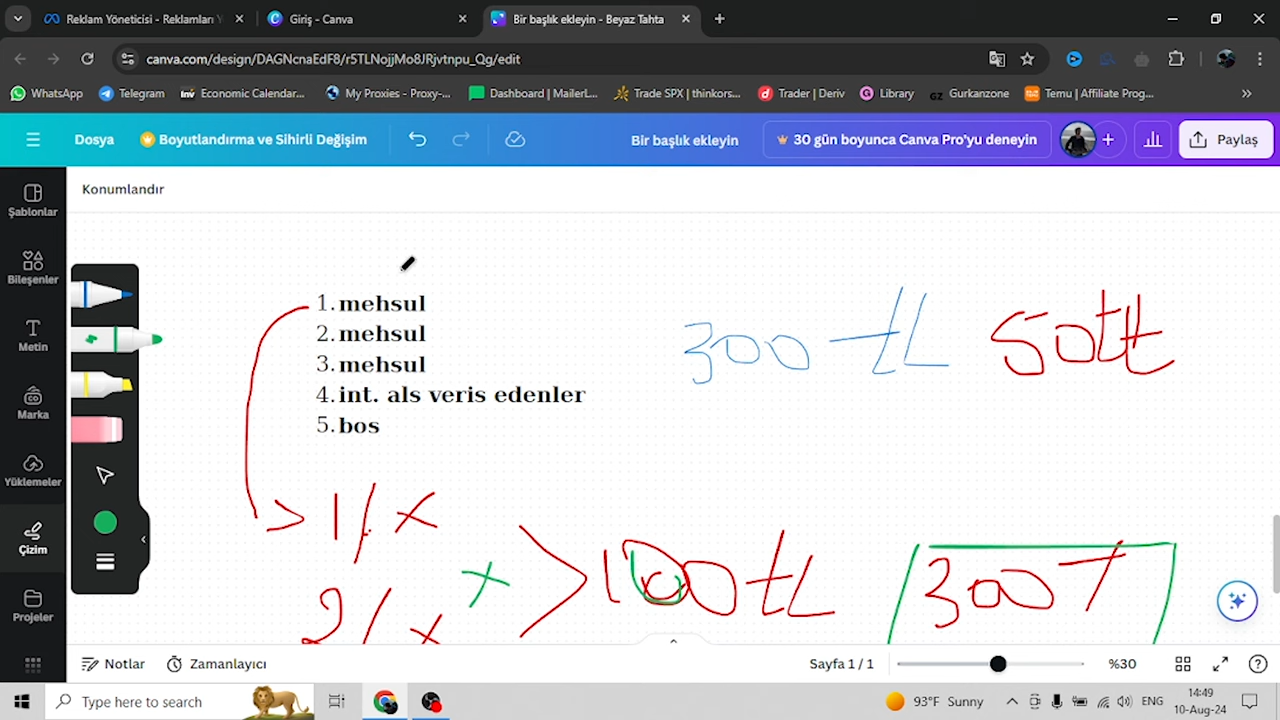 Reklam Yöneticisi - Reklamları Y
Giriş - Canva
Bir başlık ekleyin - Beyaz Tahta
canva.com/design/DAGNcnaEdF8/r5TLNojjMo8JRjvtnpu_Qg/edit
WhatsApp
Telegram
Economic Calendar...
My Proxies - Proxy-...
Dashboard | MailerL...
Trade SPX | thinkors...
Trader | Deriv
Library
Gurkanzone
Temu | Affiliate Prog...
Dosya
Boyutlandırma ve Sihirli Değişim
Bir başlık ekleyin
30 gün boyunca Canva Pro'yu deneyin
Paylaş
Konumlandır
Şablonlar
Bileşenler
Metin
Marka
Yüklemeler
Çizim
Projeler
1. mehsul
2. mehsul
3. mehsul
4. int. als veris edenler
5. bos
300 tL 50tL
> 1/ x
2/ x
x > 100 tL 300 T
Notlar
Zamanlayıcı
Sayfa 1 / 1
%30
Type here to search
93°F Sunny
ENG
14:49
10-Aug-24